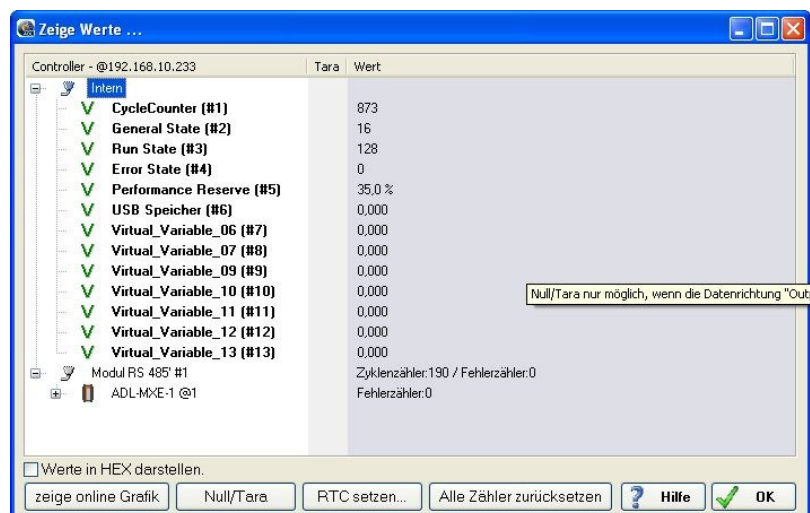 Zeige Werte ...
Controller - @192.168.10.233 Tara Wert
Intern
CycleCounter (#1) 873
General State (#2) 16
Run State (#3) 128
Error State (#4) 0
Performance Reserve (#5) 35,0 %
USB Speicher (#6) 0,000
Virtual_Variable_06 (#7) 0,000
Virtual_Variable_07 (#8) 0,000
Virtual_Variable_09 (#9) 0,000
Virtual_Variable_10 (#10) 0,000
Null/Tara nur möglich, wenn die Datenrichtung "Out
Virtual_Variable_11 (#11) 0,000
Virtual_Variable_12 (#12) 0,000
Virtual_Variable_13 (#13) 0,000
Modul RS 485' #1 Zyklenzähler:190 / Fehlerzähler:0
ADL-MXE-1 @1 Fehlerzähler:0
Werte in HEX darstellen.
zeige online Grafik Null/Tara RTC setzen... Alle Zähler zurücksetzen Hilfe OK